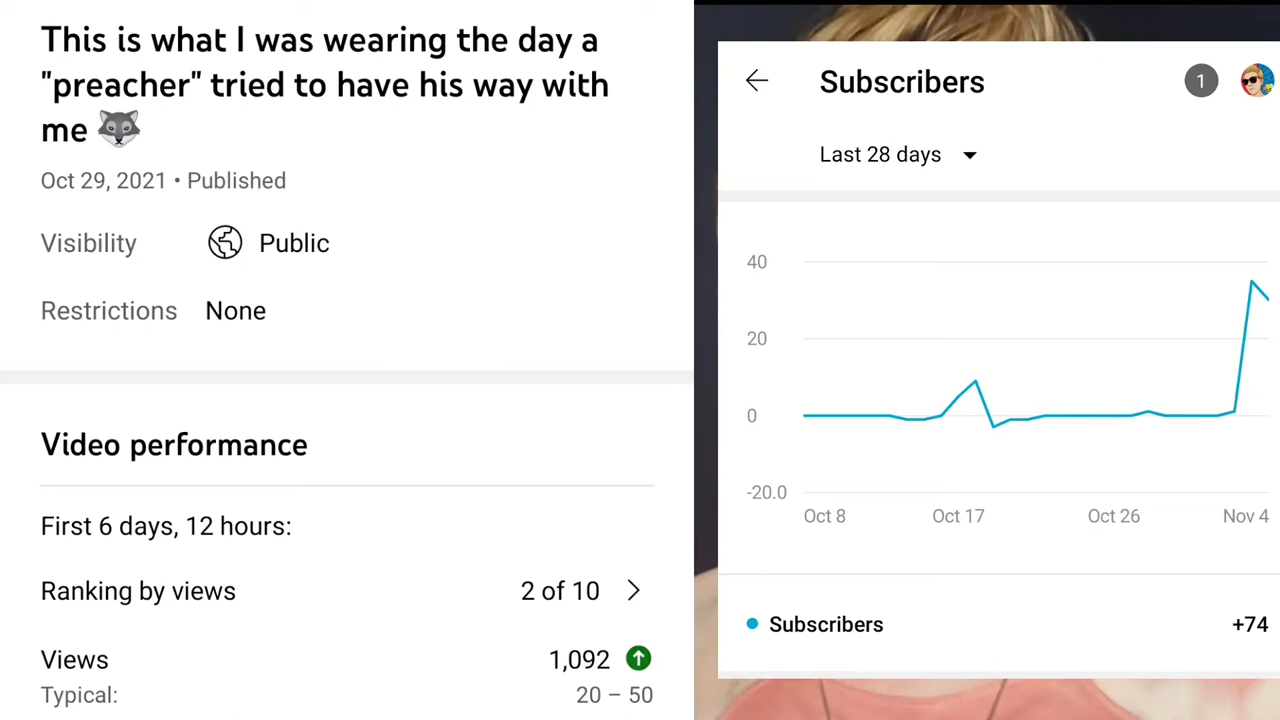 This is what I was wearing the day a
"preacher" tried to have his way with
me 🐺
Oct 29, 2021 • Published
Visibility Public
Restrictions None
Video performance
First 6 days, 12 hours:
Ranking by views 2 of 10
Views 1,092
Typical: 20 – 50
Subscribers 1
Last 28 days
40
20
0
-20.0
Oct 8 Oct 17 Oct 26 Nov 4
Subscribers +74